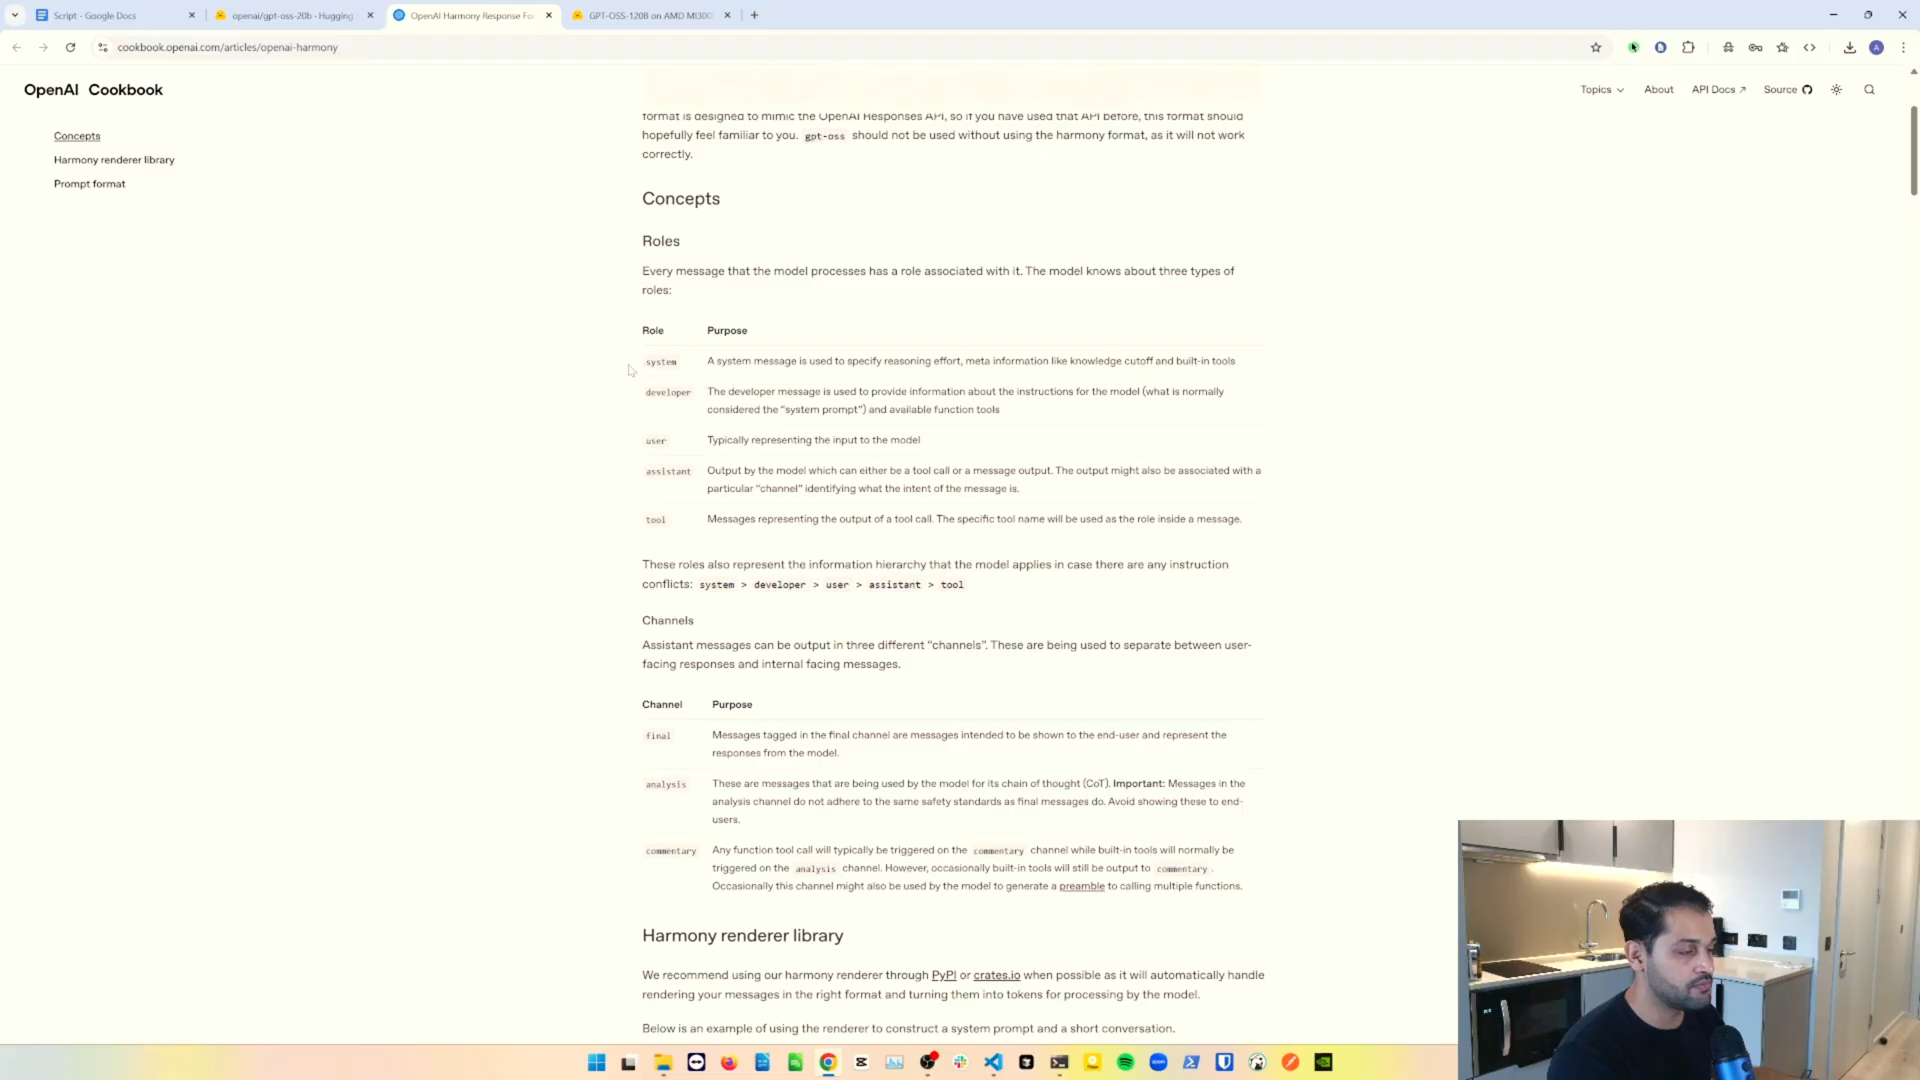 Script - Google Docs
openai/gpt-oss-20b - Hugging
OpenAI Harmony Response Fo
GPT-OSS-120B on AMD MI300
cookbook.openai.com/articles/openai-harmony
OpenAI Cookbook
Topics
About
API Docs
Source
Concepts
Harmony renderer library
Prompt format
format is designed to mimic the OpenAI Responses API, so if you have used that API before, this format should
hopefully feel familiar to you. gpt-oss should not be used without using the harmony format, as it will not work
correctly.
Concepts
Roles
Every message that the model processes has a role associated with it. The model knows about three types of
roles:
Role Purpose
system A system message is used to specify reasoning effort, meta information like knowledge cutoff and built-in tools
developer The developer message is used to provide information about the instructions for the model (what is normally
considered the “system prompt”) and available function tools
user Typically representing the input to the model
assistant Output by the model which can either be a tool call or a message output. The output might also be associated with a
particular “channel” identifying what the intent of the message is.
tool Messages representing the output of a tool call. The specific tool name will be used as the role inside a message.
These roles also represent the information hierarchy that the model applies in case there are any instruction
conflicts: system > developer > user > assistant > tool
Channels
Assistant messages can be output in three different “channels”. These are being used to separate between user-
facing responses and internal facing messages.
Channel Purpose
final Messages tagged in the final channel are messages intended to be shown to the end-user and represent the
responses from the model.
analysis These are messages that are being used by the model for its chain of thought (CoT). Important: Messages in the
analysis channel do not adhere to the same safety standards as final messages do. Avoid showing these to end-
users.
commentary Any function tool call will typically be triggered on the commentary channel while built-in tools will normally be
triggered on the analysis channel. However, occasionally built-in tools will still be output to commentary.
Occasionally this channel might also be used by the model to generate a preamble to calling multiple functions.
Harmony renderer library
We recommend using our harmony renderer through PyPI or crates.io when possible as it will automatically handle
rendering your messages in the right format and turning them into tokens for processing by the model.
Below is an example of using the renderer to construct a system prompt and a short conversation.